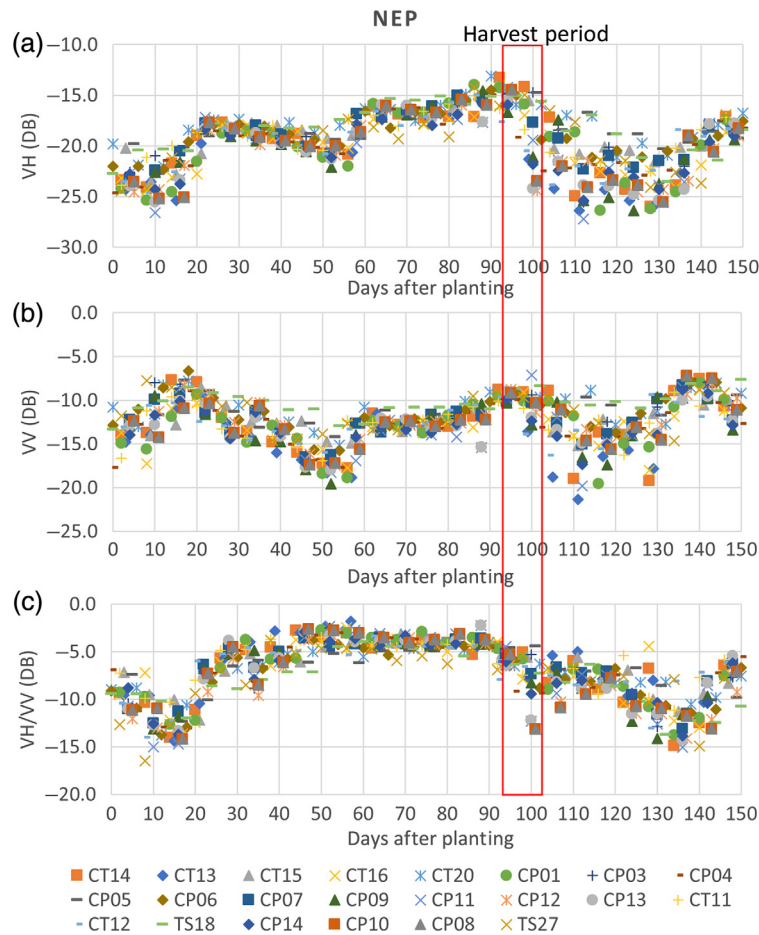 NEP
(a)
Harvest period
VH (DB)
−10.0
−15.0
−20.0
−25.0
−30.0
0 10 20 30 40 50 60 70 80 90 100 110 120 130 140 150
Days after planting
(b)
VV (DB)
0.0
−5.0
−10.0
−15.0
−20.0
−25.0
0 10 20 30 40 50 60 70 80 90 100 110 120 130 140 150
Days after planting
(c)
VH/VV (DB)
0.0
−5.0
−10.0
−15.0
−20.0
0 10 20 30 40 50 60 70 80 90 100 110 120 130 140 150
Days after planting
CT14 CT13 CT15 CT16 CT20 CP01 CP03 CP04
CP05 CP06 CP07 CP09 CP11 CP12 CP13 CT11
CT12 TS18 CP14 CP10 CP08 TS27